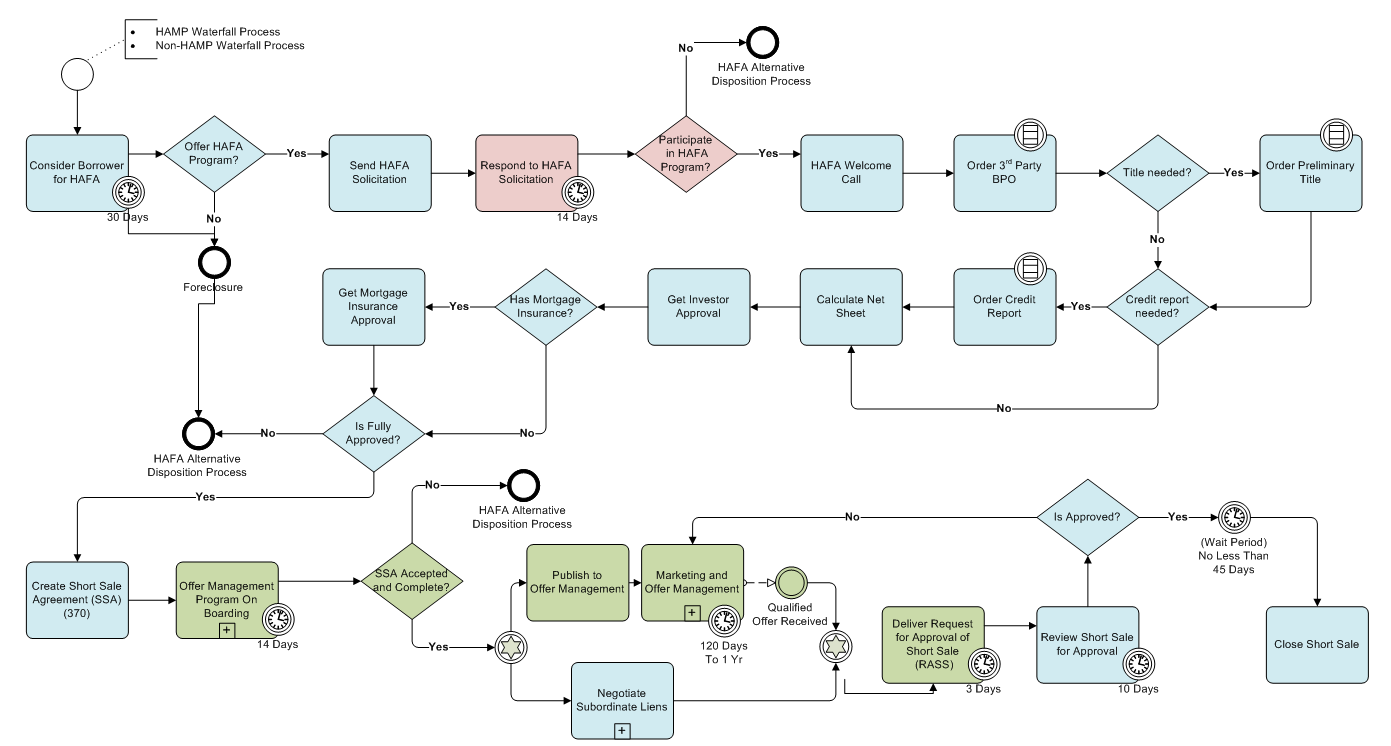 HAMP Waterfall Process
Non-HAMP Waterfall Process
No
HAFA Alternative
Disposition Process
Consider Borrower
for HAFA
30 Days
Offer HAFA
Program?
Yes
No
Send HAFA
Solicitation
Respond to HAFA
Solicitation
14 Days
Participate
in HAFA
Program?
Yes
HAFA Welcome
Call
Order 3rd Party
BPO
Title needed?
Yes
No
Order Preliminary
Title
Foreclosure
Get Mortgage
Insurance
Approval
Yes
Has Mortgage
Insurance?
Get Investor
Approval
Calculate Net
Sheet
Order Credit
Report
Yes
Credit report
needed?
No
HAFA Alternative
Disposition Process
No
Is Fully
Approved?
No
Yes
No
HAFA Alternative
Disposition Process
No
Is Approved?
Yes
(Wait Period)
No Less Than
45 Days
Create Short Sale
Agreement (SSA)
(370)
Offer Management
Program On
Boarding
14 Days
SSA Accepted
and Complete?
Yes
Publish to
Offer Management
Marketing and
Offer Management
120 Days
To 1 Yr
Qualified
Offer Received
Negotiate
Subordinate Liens
Deliver Request
for Approval of
Short Sale
(RASS)
3 Days
Review Short Sale
for Approval
10 Days
Close Short Sale